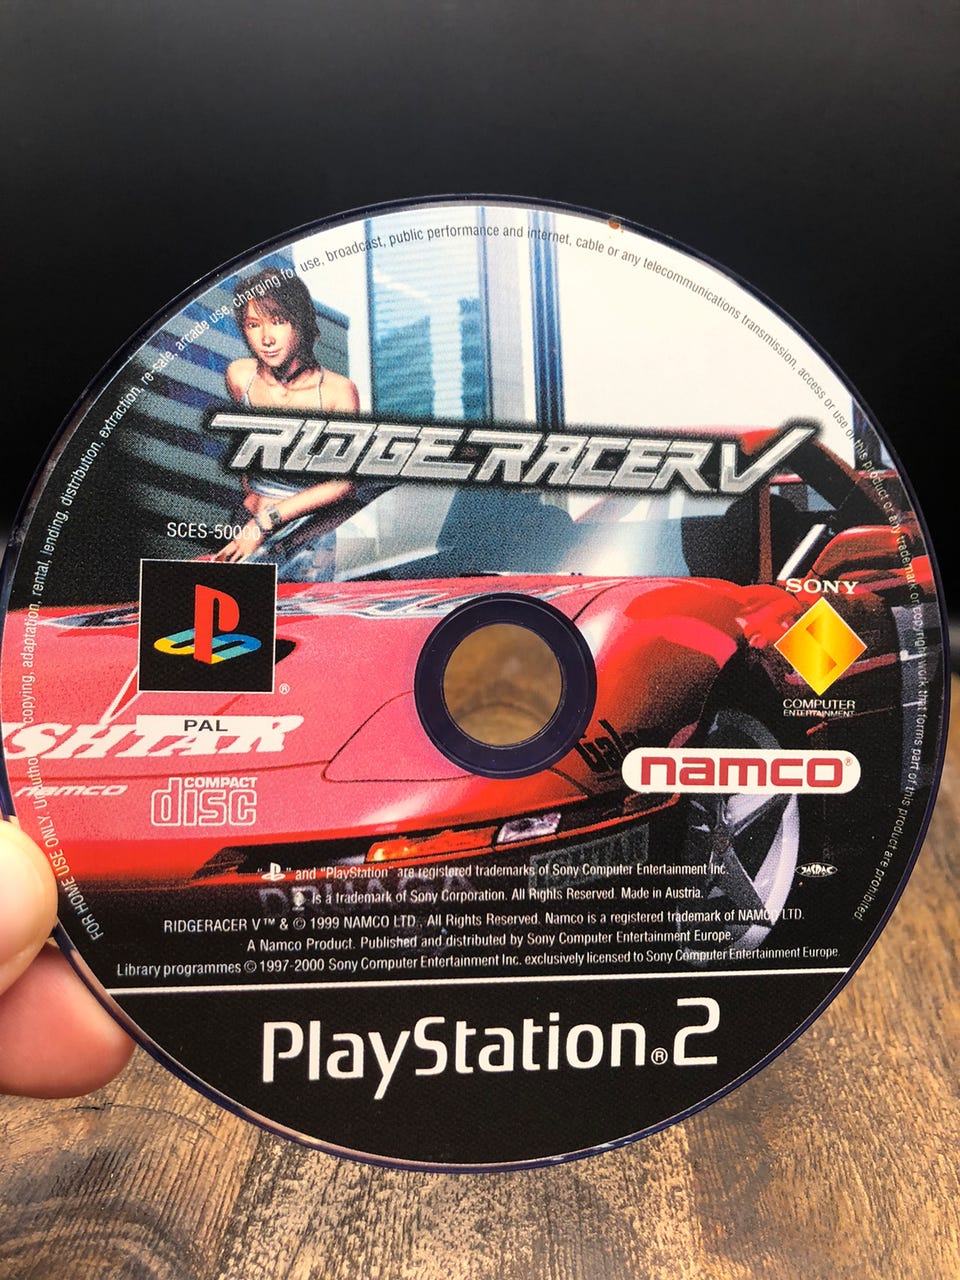 FOR HOME USE ONLY. Unautho copying, adaptation, rental, lending, distribution, extraction, re-sale, arcade use, charging for use, broadcast, public performance and internet, cable or any telecommunications transmission, access or use of this product or any trademark or copyright work that forms part of this product are prohibited.
RIDGE RACER V
SCES-50000
SONY
COMPUTER
ENTERTAINMENT
PAL
SHTAR
namco
COMPACT
disc
namco®
" " and "PlayStation" are registered trademarks of Sony Computer Entertainment Inc.
is a trademark of Sony Corporation. All Rights Reserved. Made in Austria.
RIDGERACER V™ & © 1999 NAMCO LTD., All Rights Reserved. Namco is a registered trademark of NAMCO LTD.
A Namco Product. Published and distributed by Sony Computer Entertainment Europe.
Library programmes © 1997-2000 Sony Computer Entertainment Inc. exclusively licensed to Sony Computer Entertainment Europe.
PlayStation®2